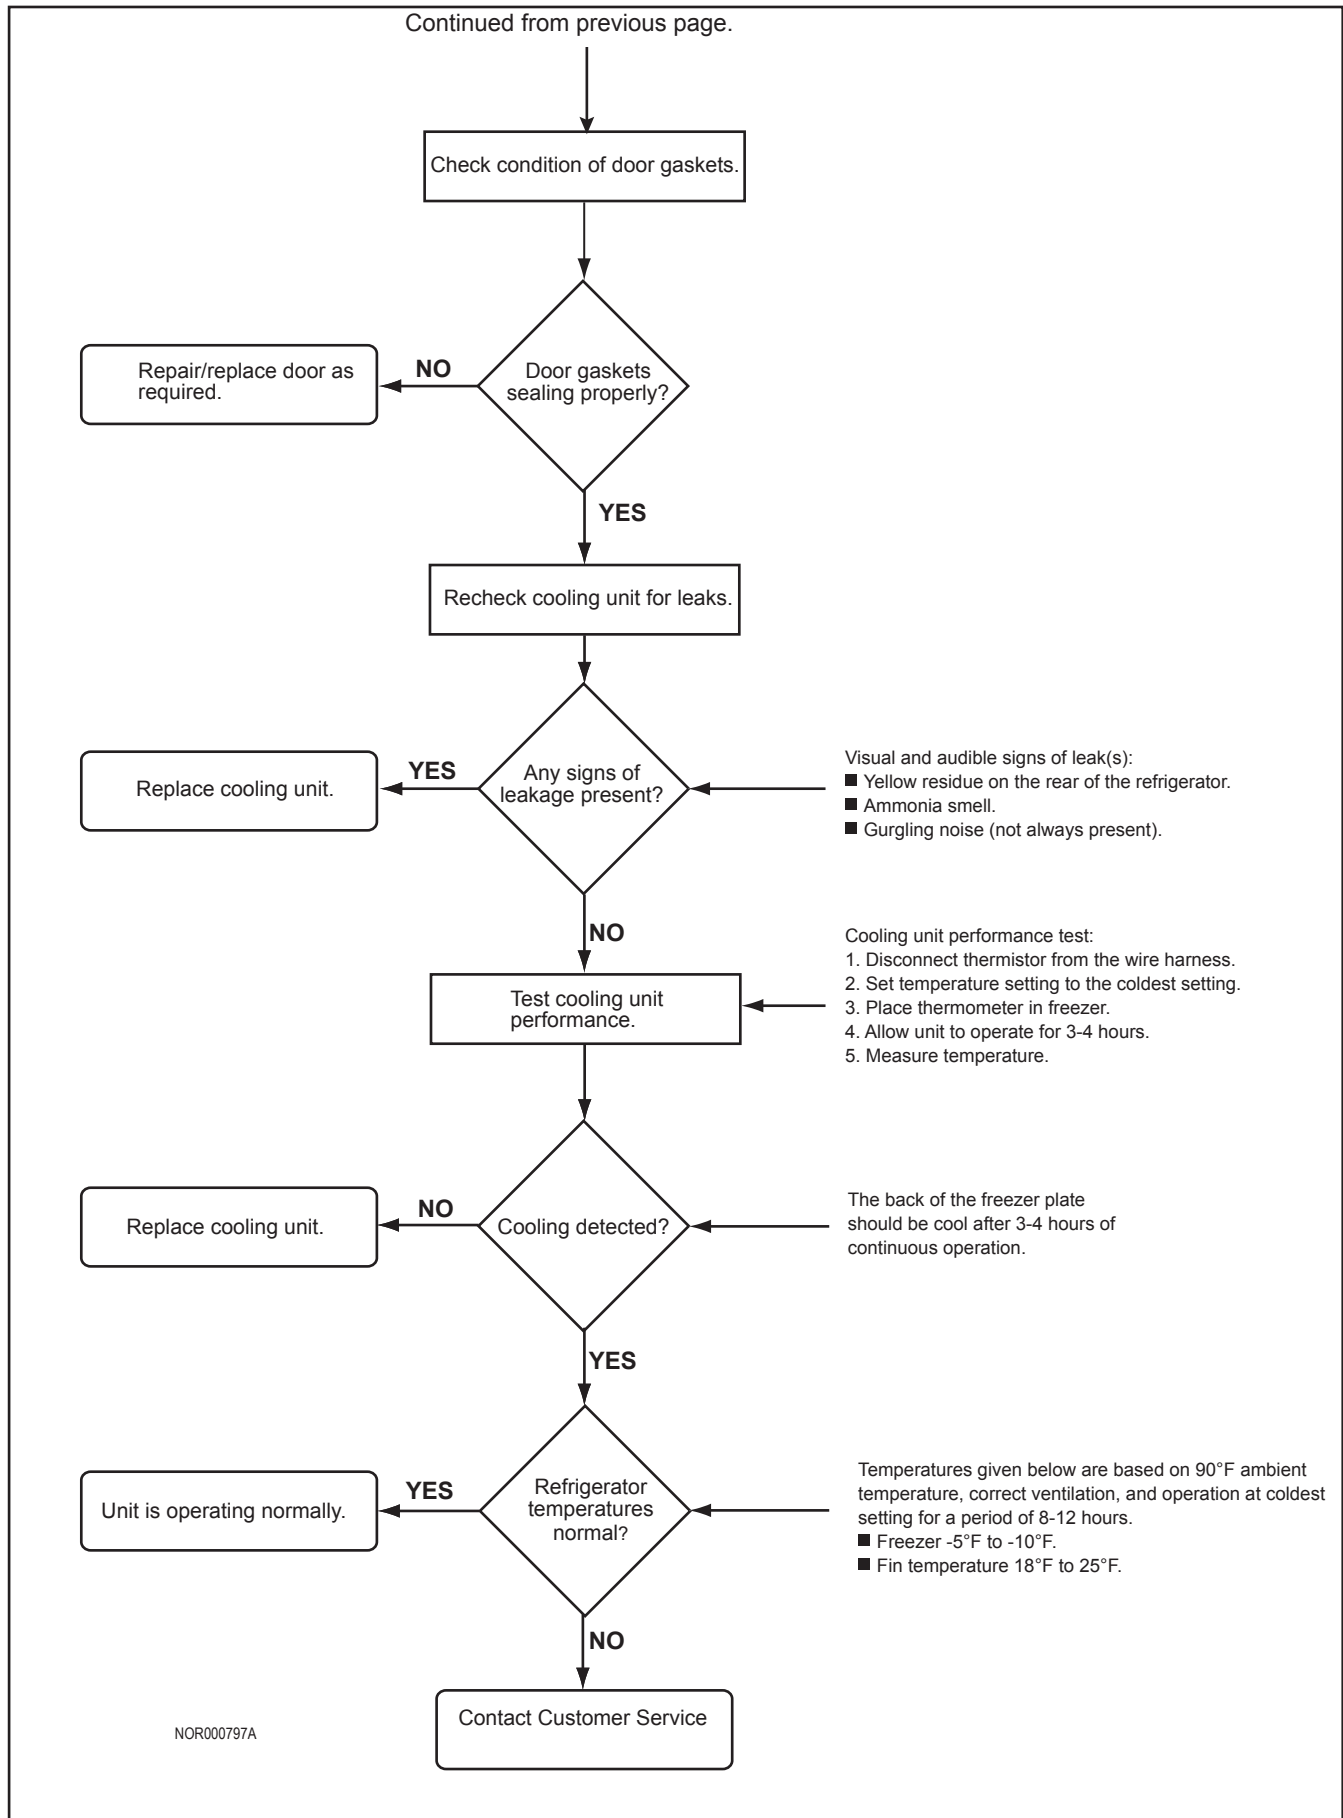 Continued from previous page.
Check condition of door gaskets.
Door gaskets
sealing properly?
NO
Repair/replace door as
required.
YES
Recheck cooling unit for leaks.
Any signs of
leakage present?
YES
Replace cooling unit.
Visual and audible signs of leak(s):
■ Yellow residue on the rear of the refrigerator.
■ Ammonia smell.
■ Gurgling noise (not always present).
NO
Test cooling unit
performance.
Cooling unit performance test:
1. Disconnect thermistor from the wire harness.
2. Set temperature setting to the coldest setting.
3. Place thermometer in freezer.
4. Allow unit to operate for 3-4 hours.
5. Measure temperature.
Cooling detected?
NO
Replace cooling unit.
The back of the freezer plate
should be cool after 3-4 hours of
continuous operation.
YES
Refrigerator
temperatures
normal?
YES
Unit is operating normally.
Temperatures given below are based on 90°F ambient
temperature, correct ventilation, and operation at coldest
setting for a period of 8-12 hours.
■ Freezer -5°F to -10°F.
■ Fin temperature 18°F to 25°F.
NO
Contact Customer Service
NOR000797A